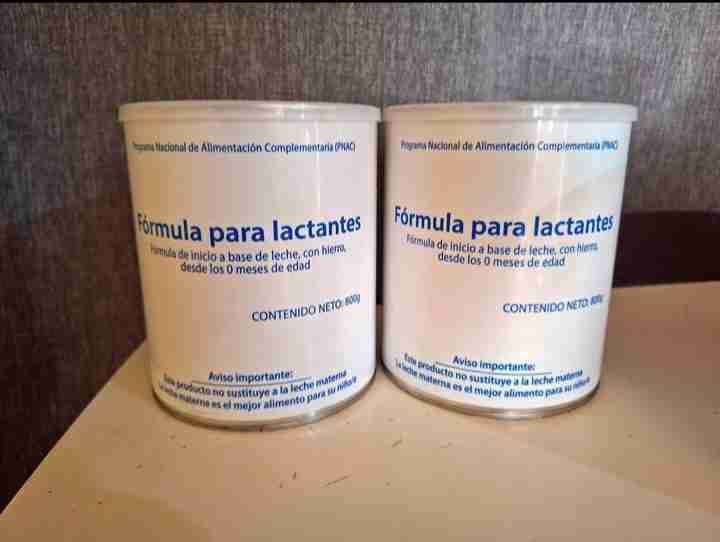 Programa Nacional de Alimentación Complementaria (PNAC)
Fórmula para lactantes
Fórmula de inicio a base de leche, con hierro,
desde los 0 meses de edad
CONTENIDO NETO: 800g
Aviso importante:
Este producto no sustituye a la leche materna
La leche materna es el mejor alimento para su niño/a
Programa Nacional de Alimentación Complementaria (PNAC)
Fórmula para lactantes
Fórmula de inicio a base de leche, con hierro,
desde los 0 meses de edad
CONTENIDO NETO: 800g
Aviso importante:
Este producto no sustituye a la leche materna
La leche materna es el mejor alimento para su niño/a